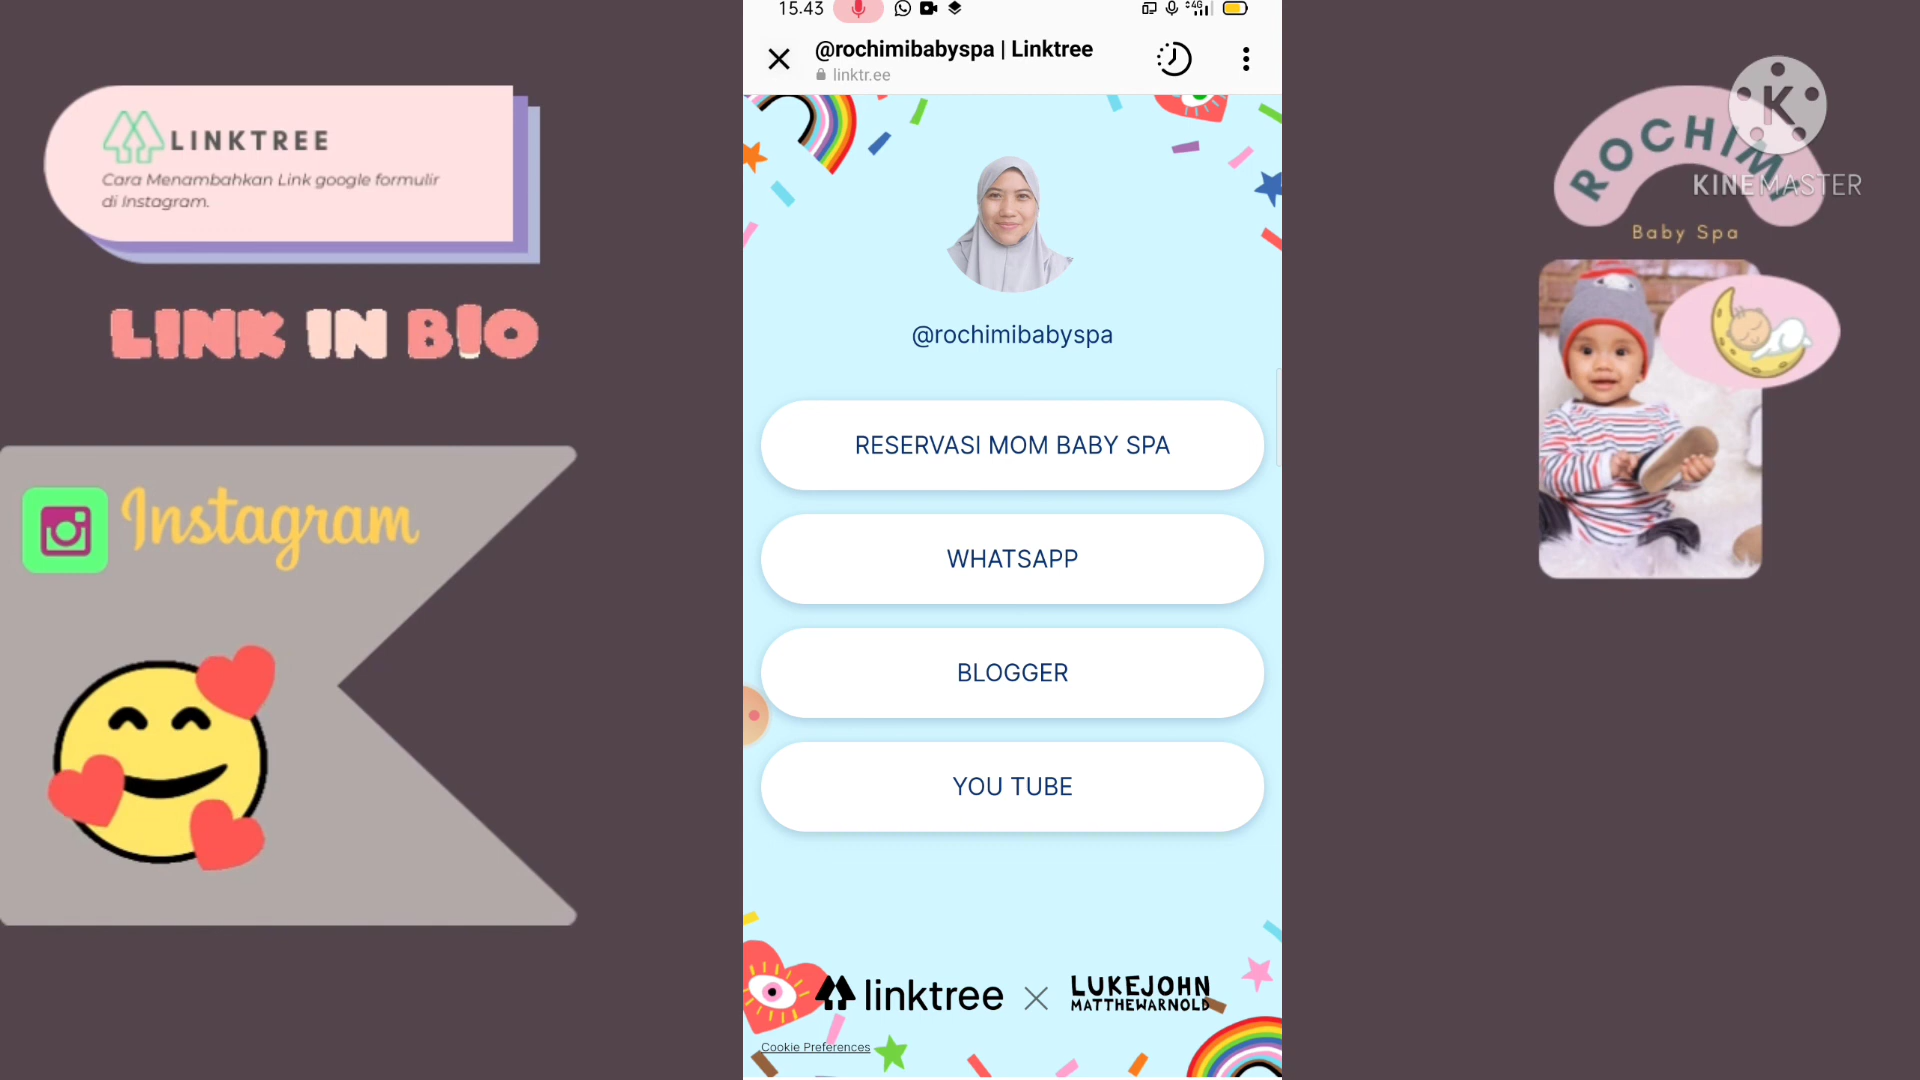 LINKTREE
Cara Menambahkan Link google formulir
di Instagram.
LINK IN BIO
Instagram
15.43
4G
@rochimibabyspa | Linktree
linktr.ee
@rochimibabyspa
RESERVASI MOM BABY SPA
WHATSAPP
BLOGGER
YOU TUBE
linktree
LUKEJOHN
MATTHEWARNOLD
Cookie Preferences
ROCHIMI
K
KINEMASTER
Baby Spa